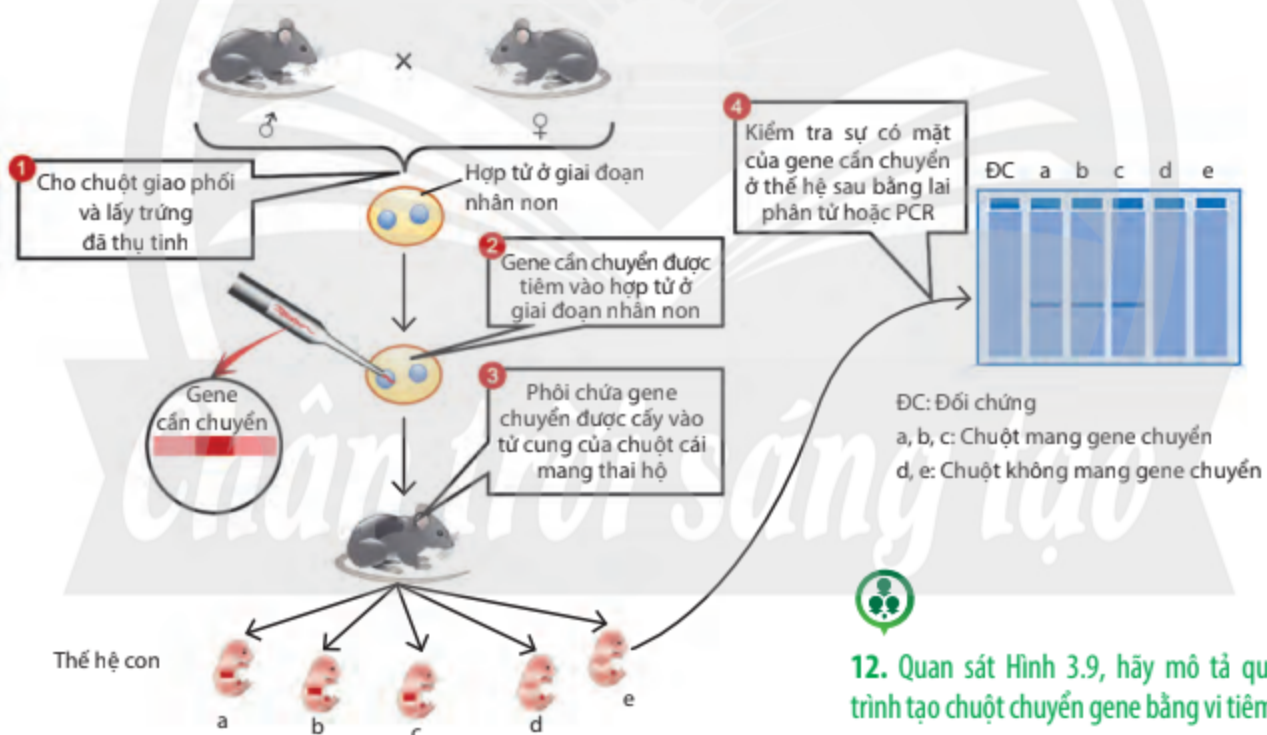 ♂
×
♀
1
Cho chuột giao phối
và lấy trứng
đã thụ tinh
Hợp tử ở giai đoạn
nhân non
2
Gene cần chuyển được
tiêm vào hợp tử ở
giai đoạn nhân non
Gene
cần chuyển
3
Phôi chứa gene
chuyển được cấy vào
tử cung của chuột cái
mang thai hộ
4
Kiểm tra sự có mặt
của gene cần chuyển
ở thế hệ sau bằng lai
phân tử hoặc PCR
ĐC a b c d e
ĐC: Đối chứng
a, b, c: Chuột mang gene chuyển
d, e: Chuột không mang gene chuyển
Chân trời sáng tạo
Thế hệ con
a
b
c
d
e
12. Quan sát Hình 3.9, hãy mô tả qu
trình tạo chuột chuyển gene bằng vi tiêm